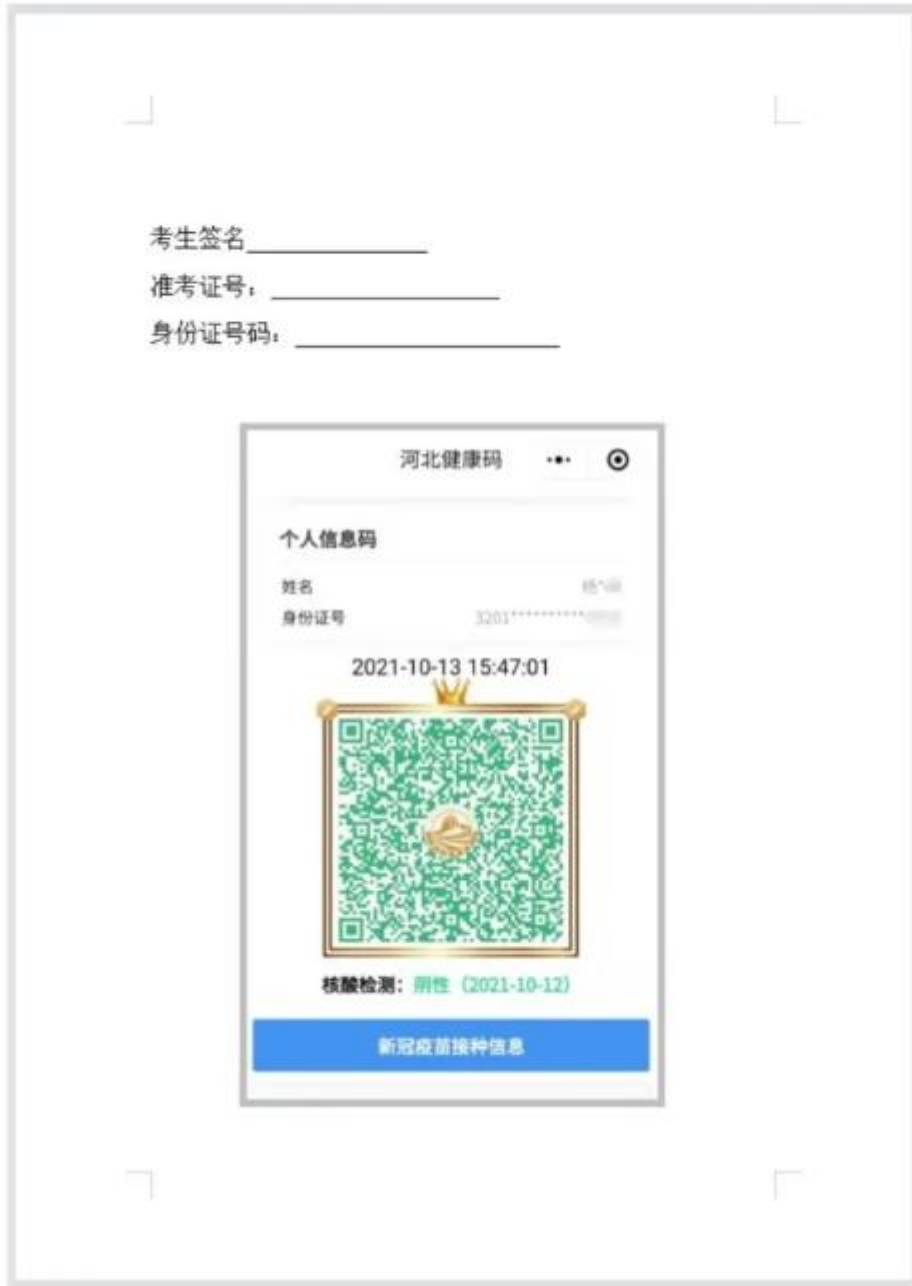 考生签名
准考证号：
身份证号码：
河北健康码
个人信息码
姓名
身份证号 3201**********
2021-10-13 15:47:01
核酸检测：阴性（2021-10-12）
新冠疫苗接种信息